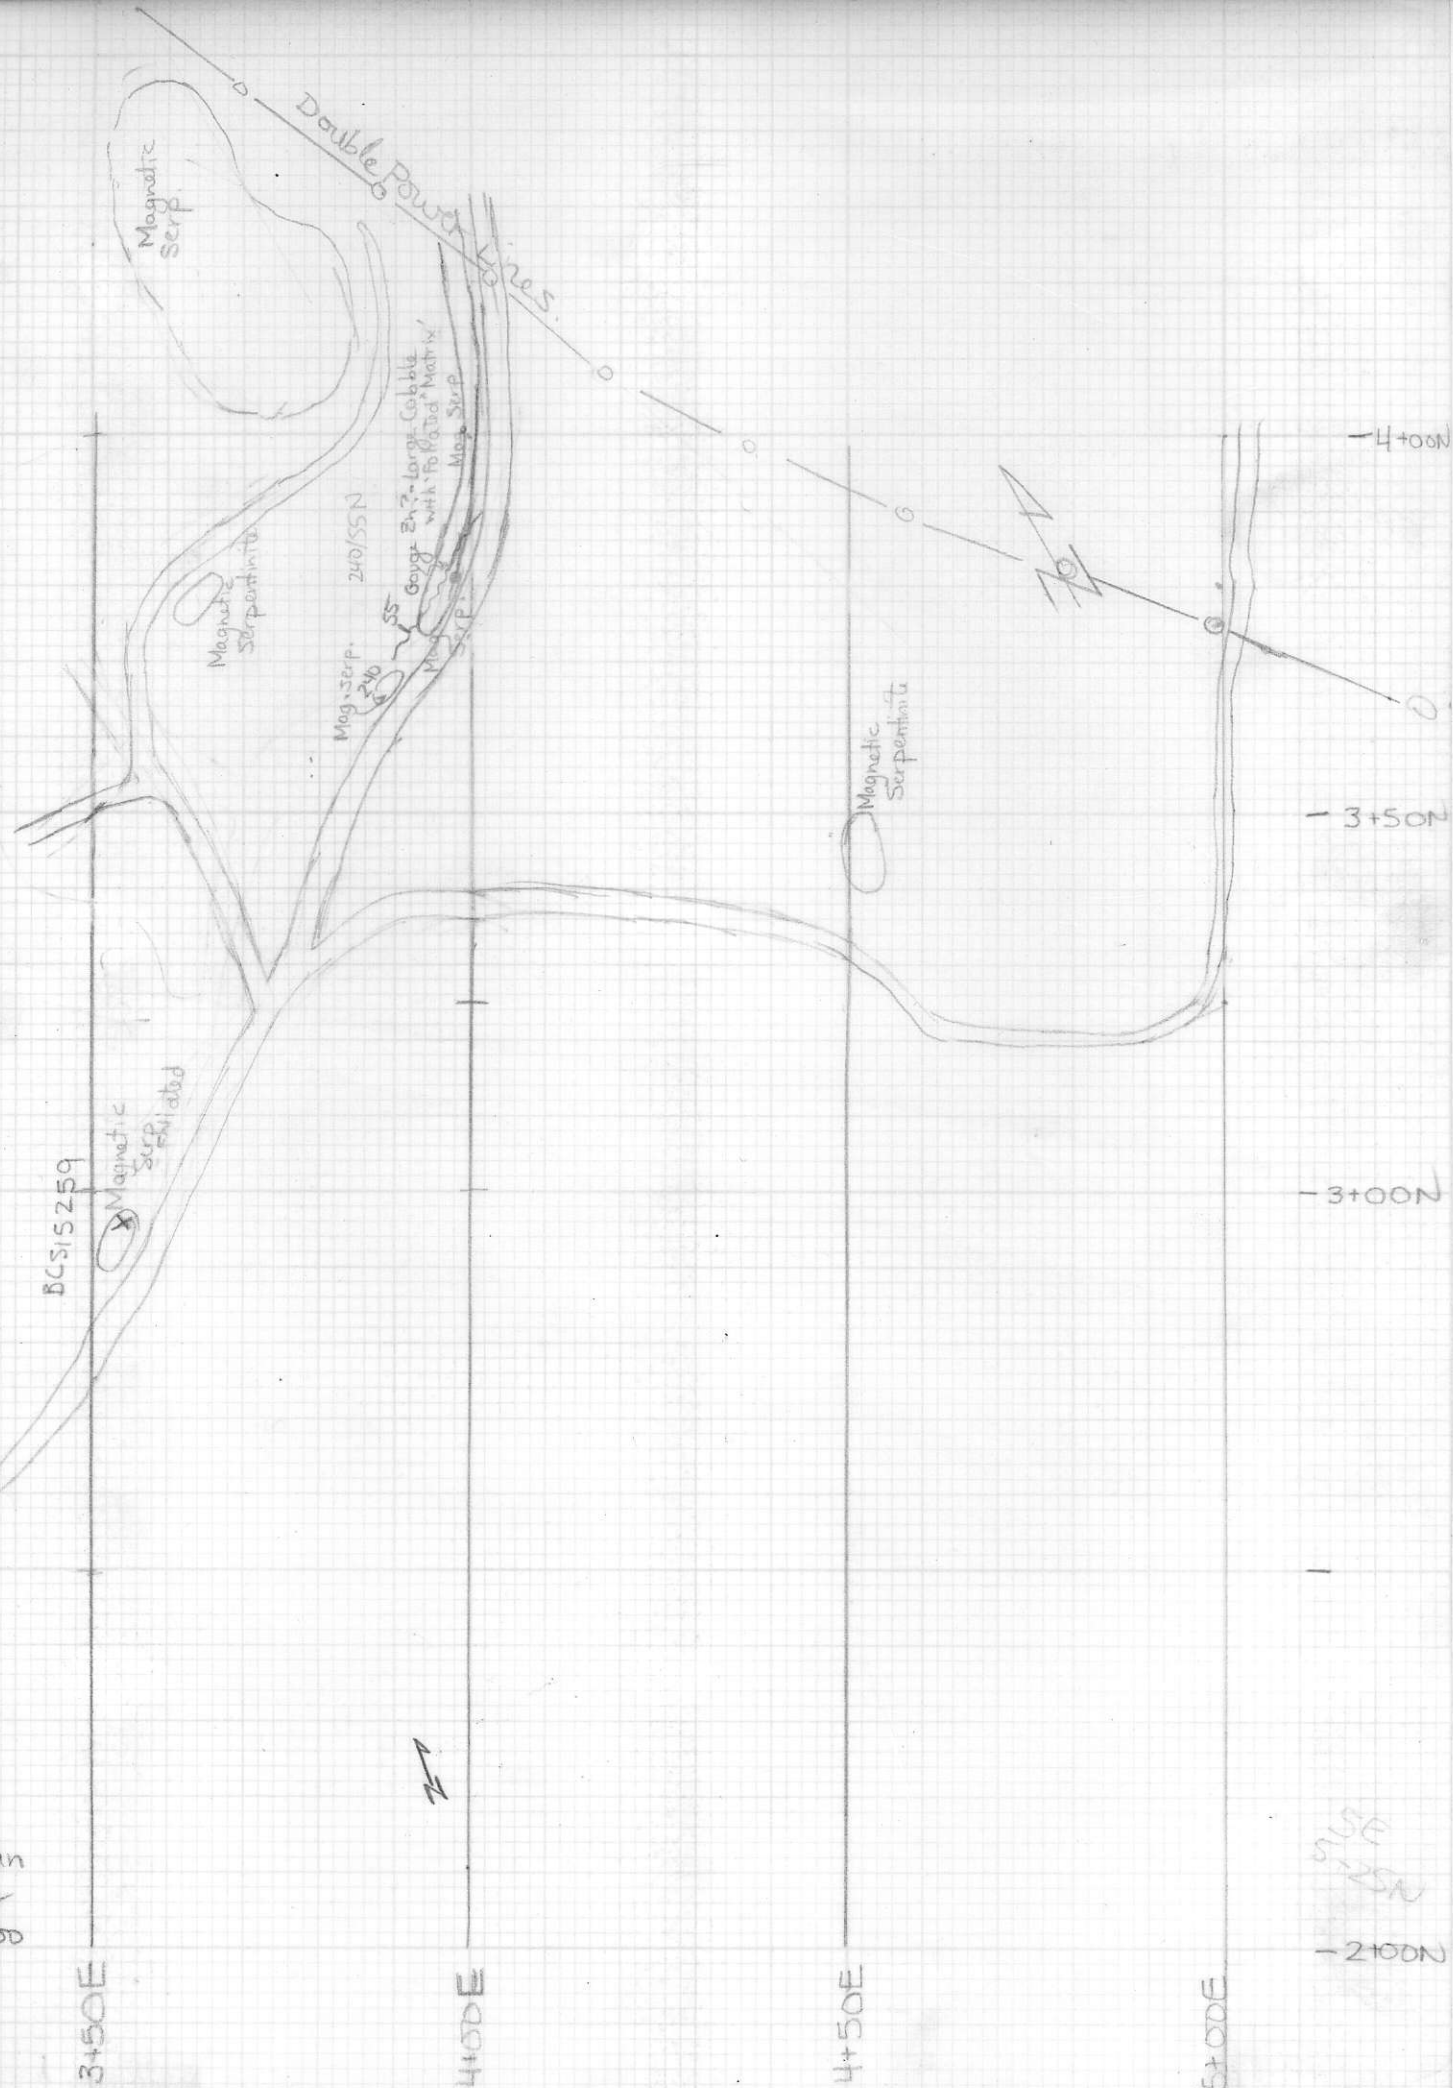 Double Power Lines.
Magnetic
Serp.
Gouge Zn? - Large Cobble
with "Foliated" Matrix
Mag Serp
240/55N
55
Mag. Serp.
240
Mag
Serp.
Magnetic
Serpentinite
Magnetic
Serpentinite
BCS15259
Magnetic
Serp
foliated
N
N
-4+00N
- 3+50N
-3+00N
-2+00N
3+50E
4+00E
4+50E
5+00E